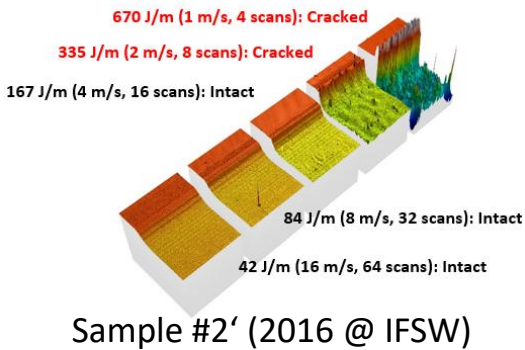 670 J/m (1 m/s, 4 scans): Cracked
335 J/m (2 m/s, 8 scans): Cracked
167 J/m (4 m/s, 16 scans): Intact
84 J/m (8 m/s, 32 scans): Intact
42 J/m (16 m/s, 64 scans): Intact
Sample #2‘ (2016 @ IFSW)